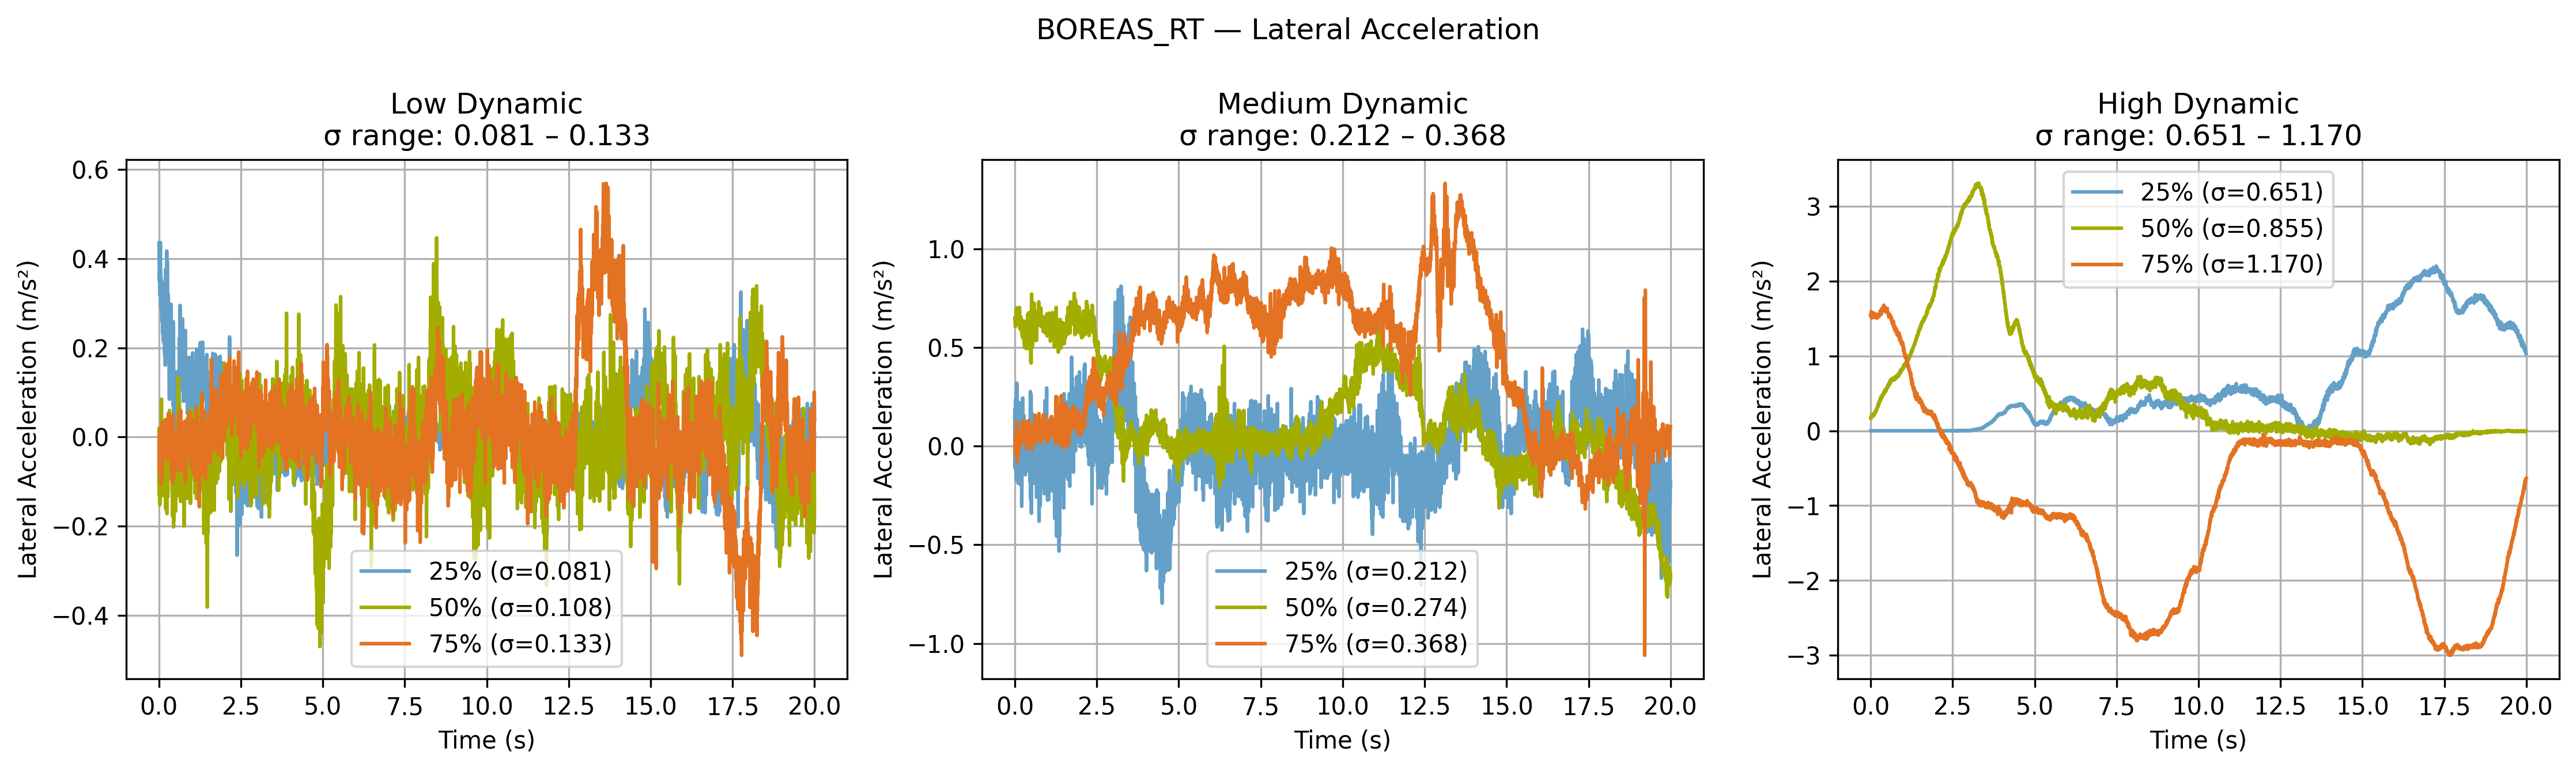 BOREAS_RT — Lateral Acceleration
Low Dynamic
σ range: 0.081 – 0.133
Lateral Acceleration (m/s²)
0.6
0.4
0.2
0.0
−0.2
−0.4
25% (σ=0.081)
50% (σ=0.108)
75% (σ=0.133)
0.0 2.5 5.0 7.5 10.0 12.5 15.0 17.5 20.0
Time (s)
Medium Dynamic
σ range: 0.212 – 0.368
Lateral Acceleration (m/s²)
1.0
0.5
0.0
−0.5
−1.0
25% (σ=0.212)
50% (σ=0.274)
75% (σ=0.368)
0.0 2.5 5.0 7.5 10.0 12.5 15.0 17.5 20.0
Time (s)
High Dynamic
σ range: 0.651 – 1.170
Lateral Acceleration (m/s²)
3
2
1
0
−1
−2
−3
25% (σ=0.651)
50% (σ=0.855)
75% (σ=1.170)
0.0 2.5 5.0 7.5 10.0 12.5 15.0 17.5 20.0
Time (s)